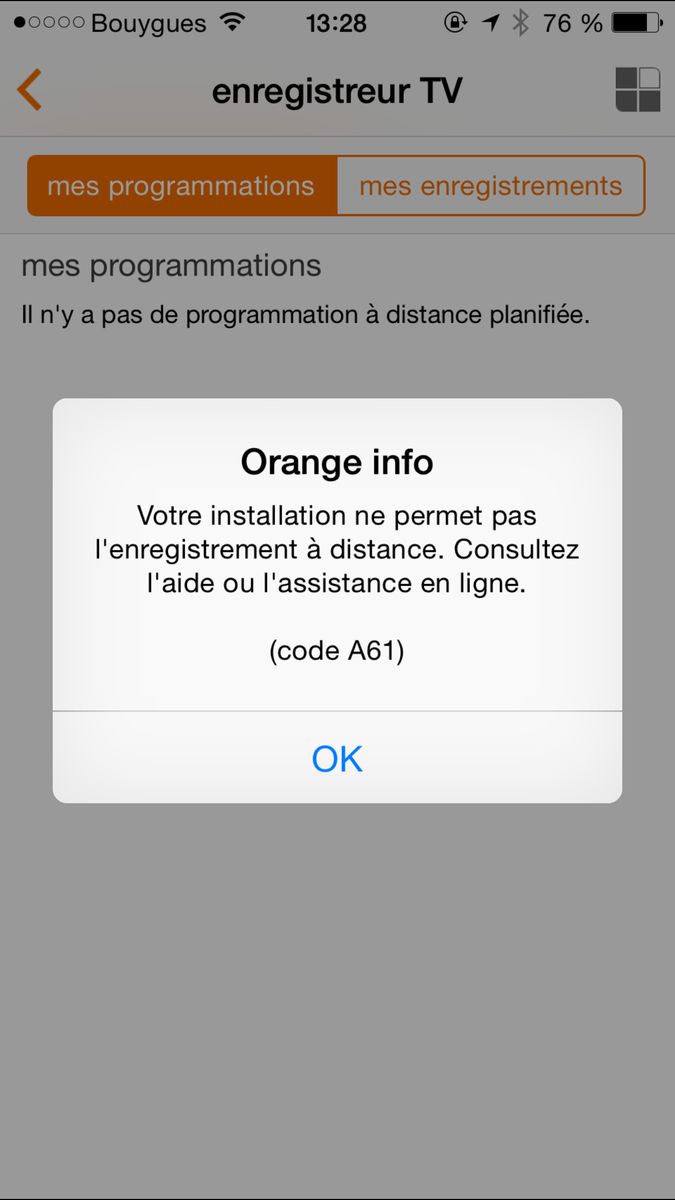 Bouygues 13:28 76 %
enregistreur TV
mes programmations mes enregistrements
mes programmations
Il n'y a pas de programmation à distance planifiée.
Orange info
Votre installation ne permet pas
l'enregistrement à distance. Consultez
l'aide ou l'assistance en ligne.
(code A61)
OK